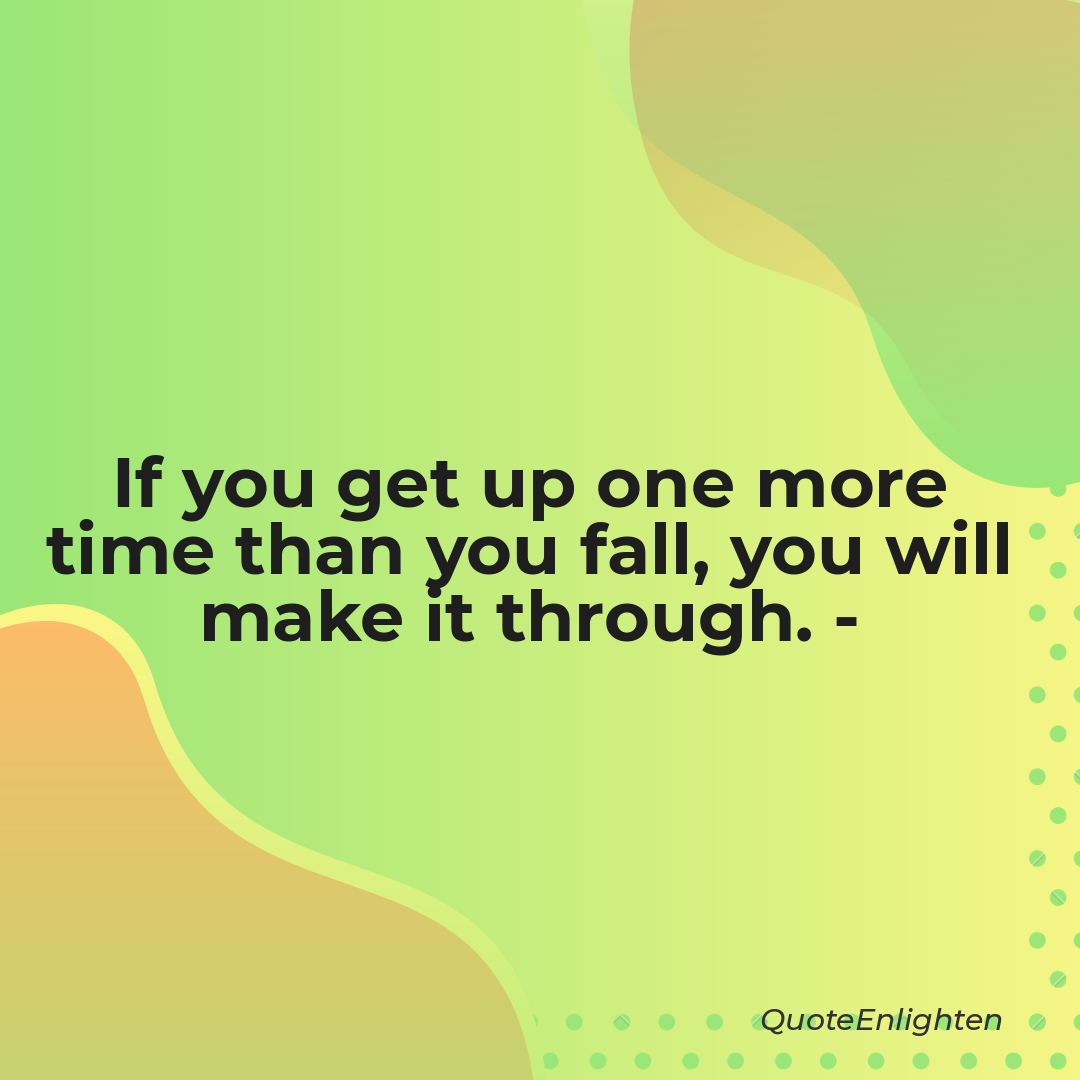 If you get up one more
time than you fall, you will
make it through. -
QuoteEnlighten